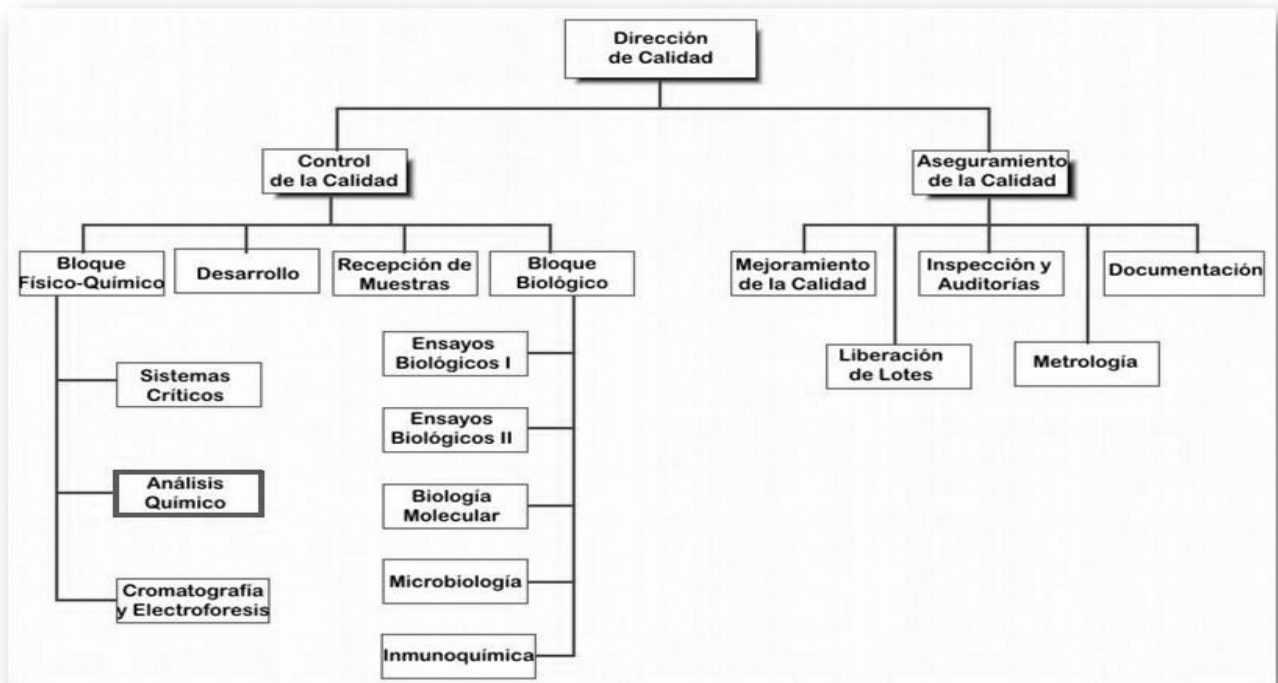 Dirección
de Calidad
Control
de la Calidad
Aseguramiento
de la Calidad
Bloque
Físico-Químico
Desarrollo
Recepción de
Muestras
Bloque
Biológico
Mejoramiento
de la Calidad
Inspección y
Auditorías
Documentación
Liberación
de Lotes
Metrología
Sistemas
Críticos
Análisis
Químico
Cromatografía
y Electroforesis
Ensayos
Biológicos I
Ensayos
Biológicos II
Biología
Molecular
Microbiología
Inmunoquímica